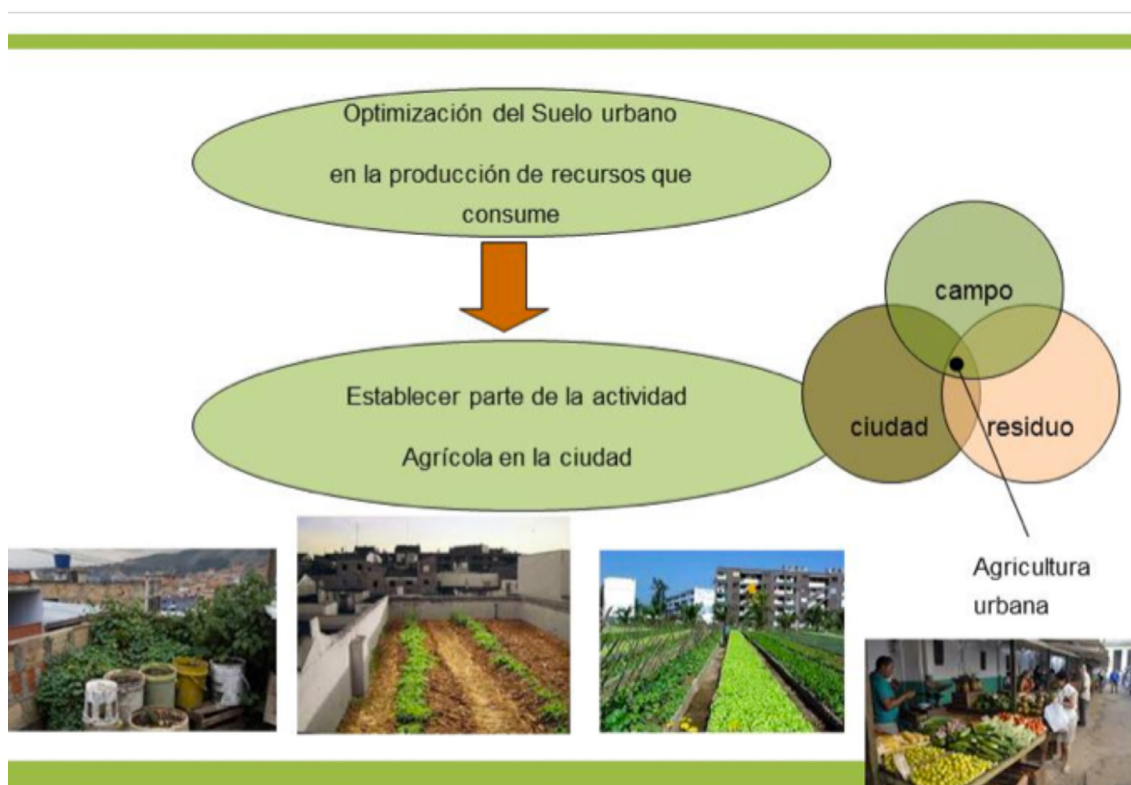 Optimización del Suelo urbano
en la producción de recursos que
consume
campo
Establecer parte de la actividad
Agrícola en la ciudad
ciudad
residuo
Agricultura
urbana